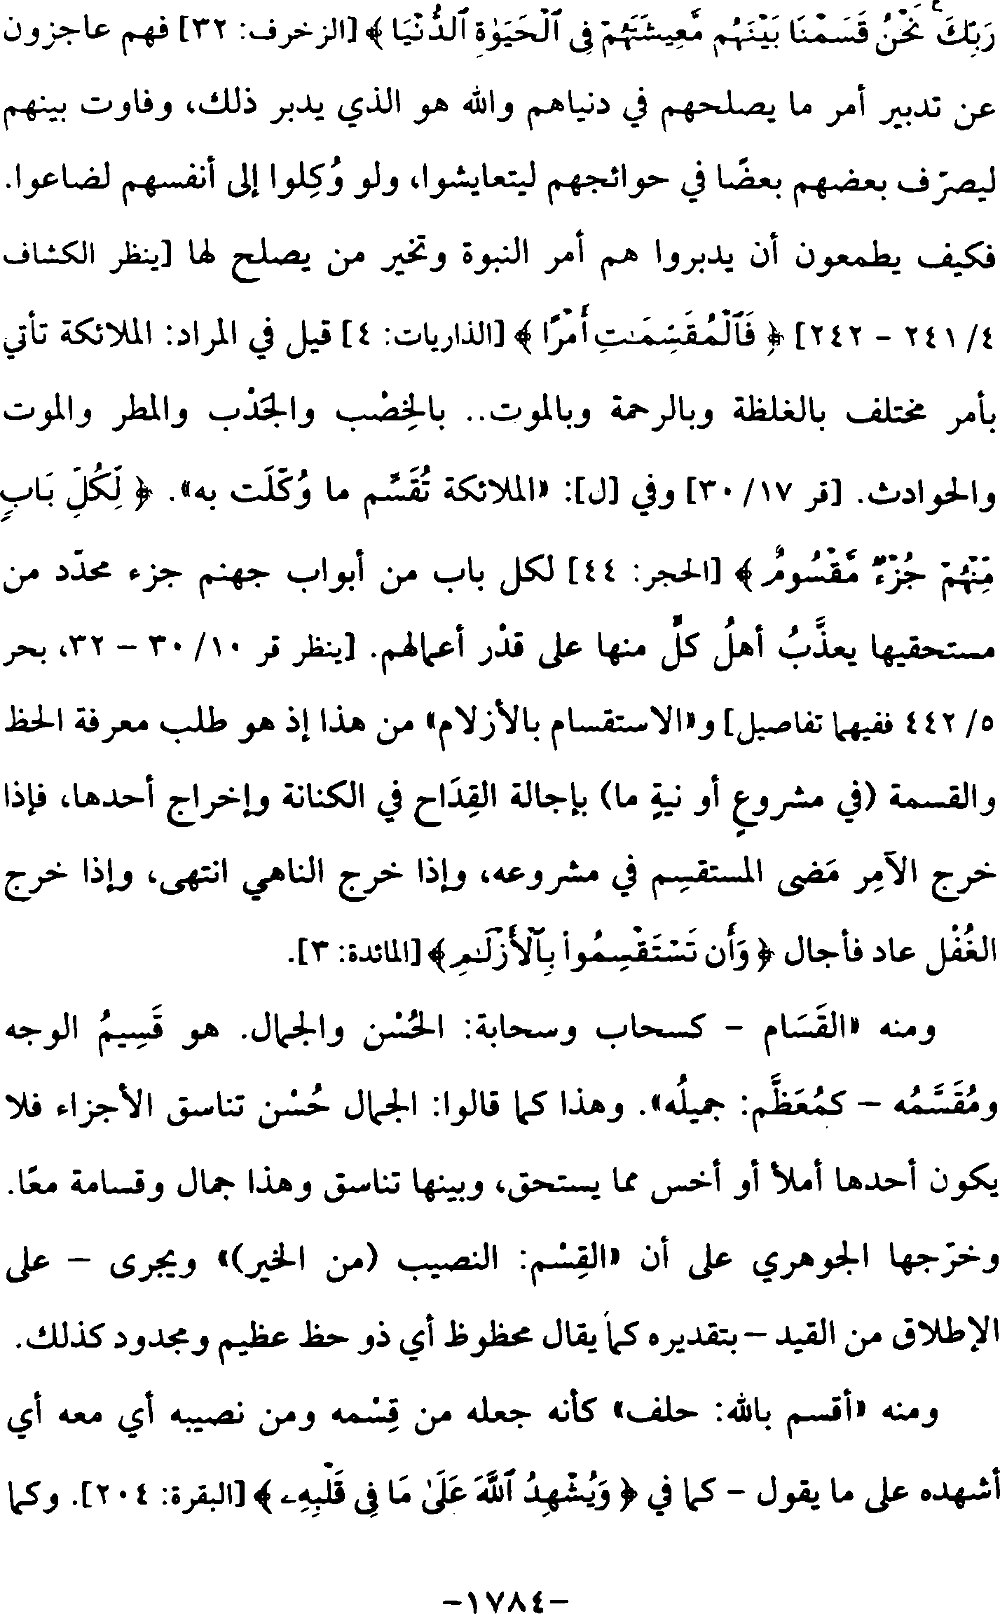 رَبِّكَ ۚ نَحْنُ قَسَمْنَا بَيْنَهُم مَّعِيشَتَهُمْ فِى ٱلْحَيَوٰةِ ٱلدُّنْيَا ﴾ [الزخرف: ٣٢] فهم عاجزون
عن تدبير أمر ما يصلحهم في دنياهم والله هو الذي يدبر ذلك، وفاوت بينهم
ليصرّف بعضهم بعضًا في حوائجهم ليتعايشوا، ولو وُكِلوا إلى أنفسهم لضاعوا.
فكيف يطمعون أن يدبروا هم أمر النبوة وتخير من يصلح لها [ينظر الكشاف
٤/ ٢٤١ – ٢٤٢] ﴿ فَٱلْمُقَسِّمَـٰتِ أَمْرًا ﴾ [الذاريات: ٤] قيل في المراد: الملائكة تأتي
بأمر مختلف بالغلظة وبالرحمة وبالموت.. بالخِصْب والجَدْب والمطر والموت
والحوادث. [قر ١٧/ ٣٠] وفي [ل]: «الملائكة تُقَسِّم ما وُكّلَت به». ﴿ لِّكُلِّ بَابٍ
مِّنْهُمْ جُزْءٌ مَّقْسُومٌ ﴾ [الحجر: ٤٤] لكل باب من أبواب جهنم جزء محدّد من
مستحقيها يعذَّبُ أهلُ كلٍّ منها على قدْر أعمالهم. [ينظر قر ١٠/ ٣٠ – ٣٢، بحر
٥/ ٤٤٢ ففيهما تفاصيل] و«الاستقسام بالأزلام» من هذا إذ هو طلب معرفة الحظ
والقسمة (في مشروعٍ أو نيةٍ ما) بإجالة القِدَاح في الكنانة وإخراج أحدها، فإذا
خرج الآمِر مَضى المستقسِم في مشروعه، وإذا خرج الناهي انتهى، وإذا خرج
الغُفْل عاد فأجال ﴿ وَأَن تَسْتَقْسِمُوا۟ بِٱلْأَزْلَـٰمِ ﴾ [المائدة: ٣].
ومنه «القَسَام – كسحاب وسحابة: الحُسْن والجمال. هو قَسِيمُ الوجه
ومُقَسَّمُه – كمُعَظَّم: جميلُه». وهذا كما قالوا: الجمال حُسْن تناسق الأجزاء فلا
يكون أحدها أملأ أو أخس مما يستحق، وبينها تناسق وهذا جمال وقسامة معًا.
وخرّجها الجوهري على أن «القِسْم: النصيب (من الخير)» ويجرى – على
الإطلاق من القيد – بتقديره كما يقال محظوظ أي ذو حظ عظيم ومجدود كذلك.
ومنه «أقسم بالله: حلف» كأنه جعله من قِسْمه ومن نصيبه أي معه أي
أشهده على ما يقول – كما في ﴿ وَيُشْهِدُ ٱللَّهَ عَلَىٰ مَا فِى قَلْبِهِۦ ﴾ [البقرة: ٢٠٤]. وكما
-١٧٨٤-